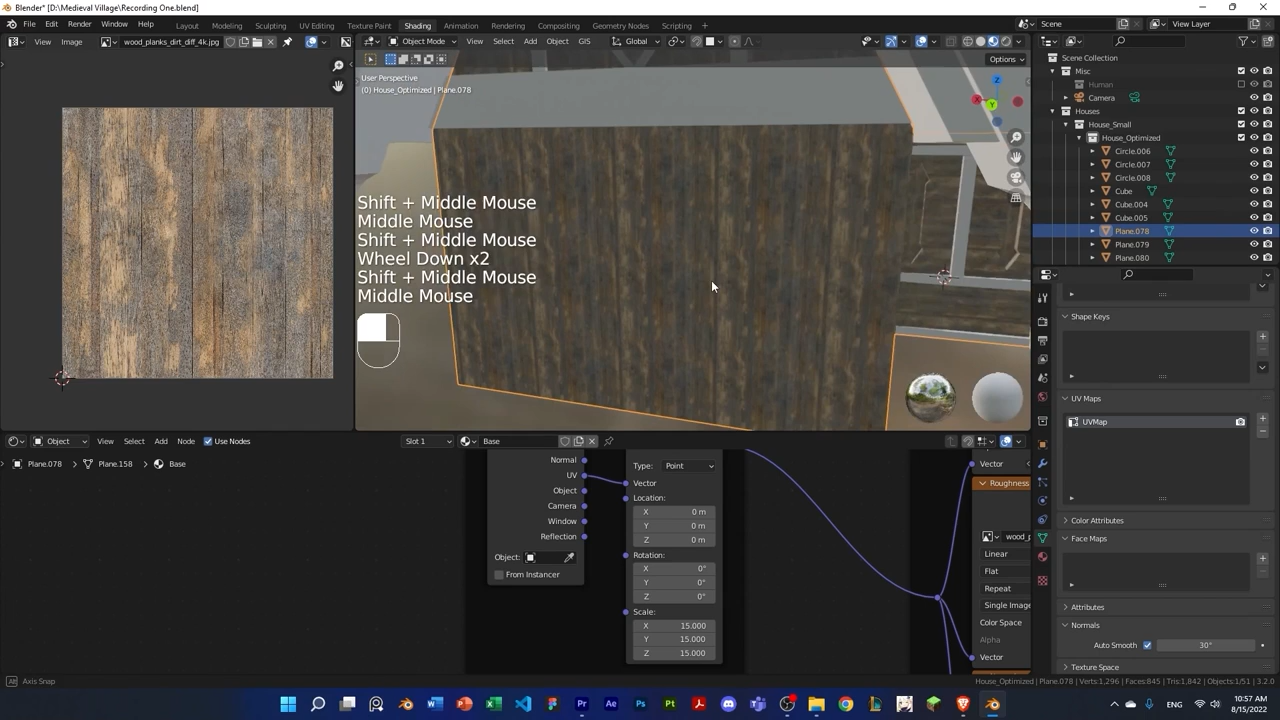 Blender* [D:\Medieval Village\Recording One.blend]
File Edit Render Window Help Layout Modeling Sculpting UV Editing Texture Paint Shading Animation Rendering Compositing Geometry Nodes Scripting + Scene View Layer
View Image wood_planks_dirt_diff_4k.jpg Object Mode View Select Add Object GIS Global
Options
User Perspective
(0) House_Optimized | Plane.078
Shift + Middle Mouse
Middle Mouse
Shift + Middle Mouse
Wheel Down x2
Shift + Middle Mouse
Middle Mouse
Scene Collection
Misc
Human
Camera
Houses
House_Small
House_Optimized
Circle.006
Circle.007
Circle.008
Cube
Cube.004
Cube.005
Plane.078
Plane.079
Plane.080
Shape Keys
UV Maps
UVMap
Color Attributes
Face Maps
Attributes
Normals
Auto Smooth 30°
Texture Space
Object View Select Add Node Use Nodes Slot 1 Base
Plane.078 > Plane.158 > Base
Normal
UV
Object
Camera
Window
Reflection
Object:
From Instancer
Type: Point
Vector
Location:
X 0 m
Y 0 m
Z 0 m
Rotation:
X 0°
Y 0°
Z 0°
Scale:
X 15.000
Y 15.000
Z 15.000
Vector
Roughness
wood_p
Linear
Flat
Repeat
Single Image
Color Space
Alpha
Vector
Axis Snap
House_Optimized | Plane.078 | Verts:1,296 | Faces:845 | Tris:1,842 | Objects:1/51 | 3.2.0
10:57 AM
8/15/2022